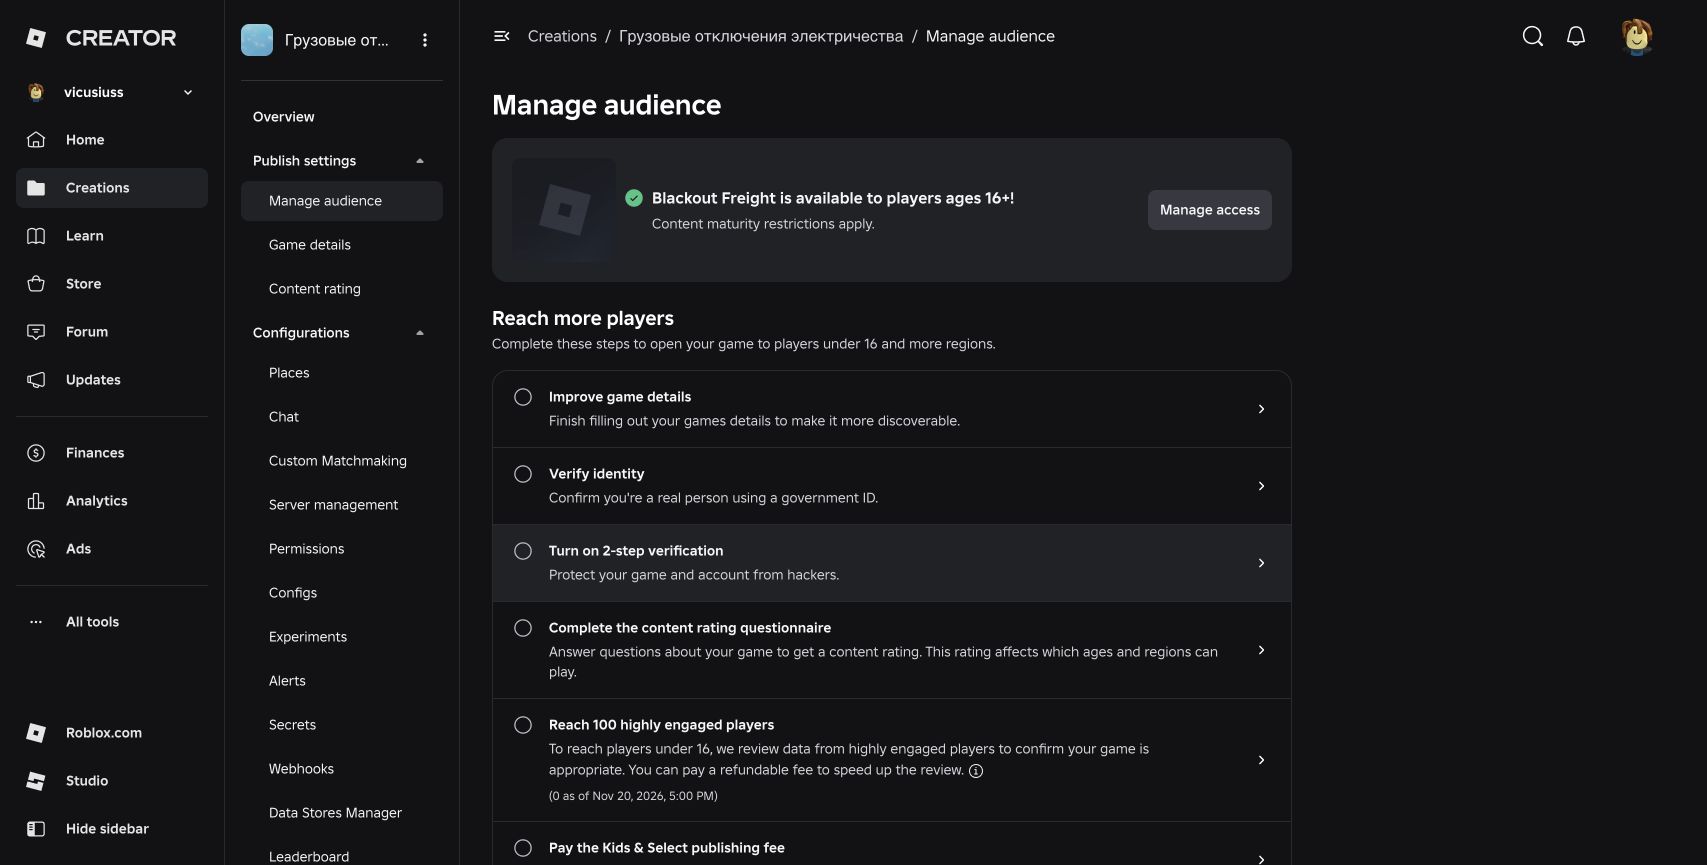 CREATOR
vicusiuss
Home
Creations
Learn
Store
Forum
Updates
Finances
Analytics
Ads
All tools
Roblox.com
Studio
Hide sidebar
Грузовые от...
Overview
Publish settings
Manage audience
Game details
Content rating
Configurations
Places
Chat
Custom Matchmaking
Server management
Permissions
Configs
Experiments
Alerts
Secrets
Webhooks
Data Stores Manager
Leaderboard
Creations / Грузовые отключения электричества / Manage audience
Manage audience
Blackout Freight is available to players ages 16+!
Content maturity restrictions apply.
Manage access
Reach more players
Complete these steps to open your game to players under 16 and more regions.
Improve game details
Finish filling out your games details to make it more discoverable.
Verify identity
Confirm you're a real person using a government ID.
Turn on 2-step verification
Protect your game and account from hackers.
Complete the content rating questionnaire
Answer questions about your game to get a content rating. This rating affects which ages and regions can
play.
Reach 100 highly engaged players
To reach players under 16, we review data from highly engaged players to confirm your game is
appropriate. You can pay a refundable fee to speed up the review.
(0 as of Nov 20, 2026, 5:00 PM)
Pay the Kids & Select publishing fee